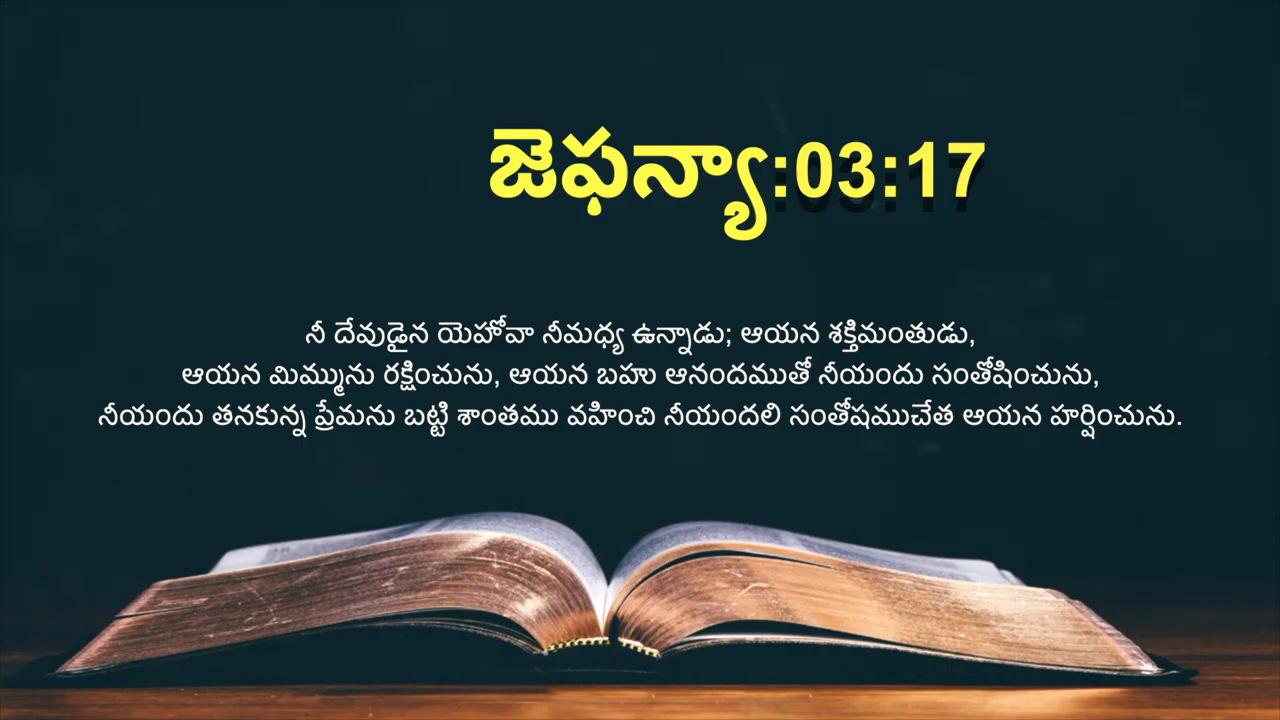 జెఫన్యా:03:17
నీ దేవుడైన యెహోవా నీమధ్య ఉన్నాడు; ఆయన శక్తిమంతుడు,
ఆయన మిమ్మును రక్షించును, ఆయన బహు ఆనందముతో నీయందు సంతోషించును,
నీయందు తనకున్న ప్రేమను బట్టి శాంతము వహించి నీయందలి సంతోషముచేత ఆయన హర్షించును.